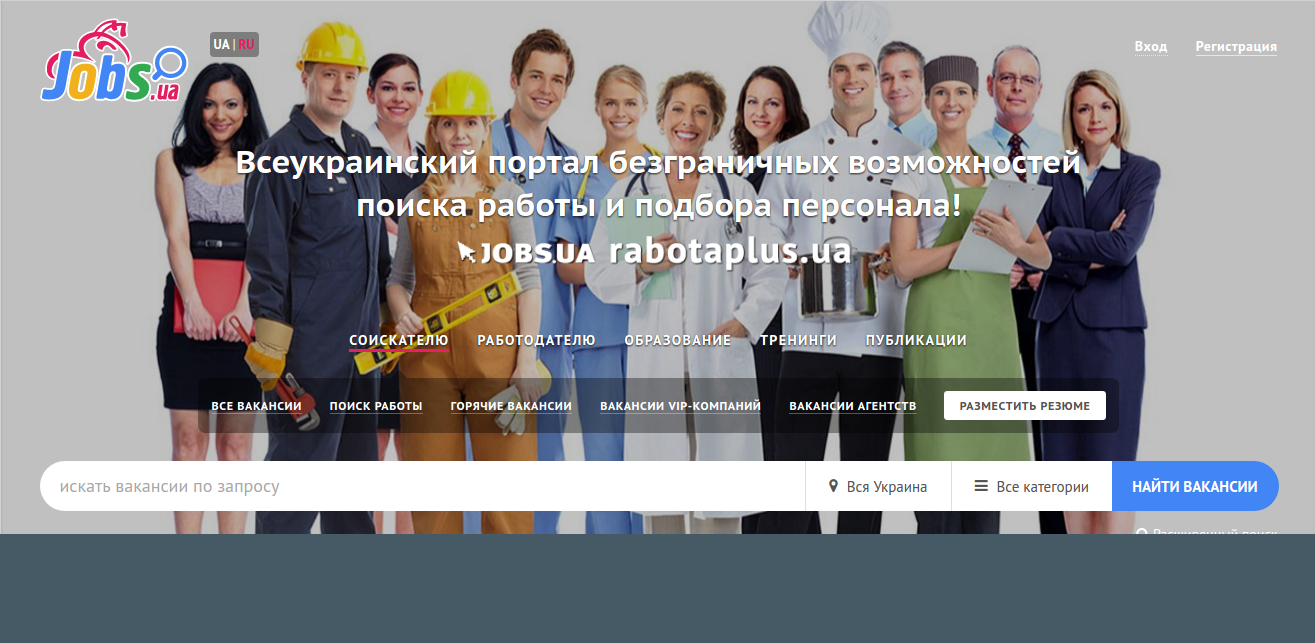 Jobs.ua
UA | RU
Вход
Регистрация
Всеукраинский портал безграничных возможностей
поиска работы и подбора персонала!
JOBS.UA rabotaplus.ua
СОИСКАТЕЛЮ
РАБОТОДАТЕЛЮ
ОБРАЗОВАНИЕ
ТРЕНИНГИ
ПУБЛИКАЦИИ
ВСЕ ВАКАНСИИ
ПОИСК РАБОТЫ
ГОРЯЧИЕ ВАКАНСИИ
ВАКАНСИИ VIP-КОМПАНИЙ
ВАКАНСИИ АГЕНТСТВ
РАЗМЕСТИТЬ РЕЗЮМЕ
искать вакансии по запросу
Вся Украина
Все категории
НАЙТИ ВАКАНСИИ
Расширенный поиск